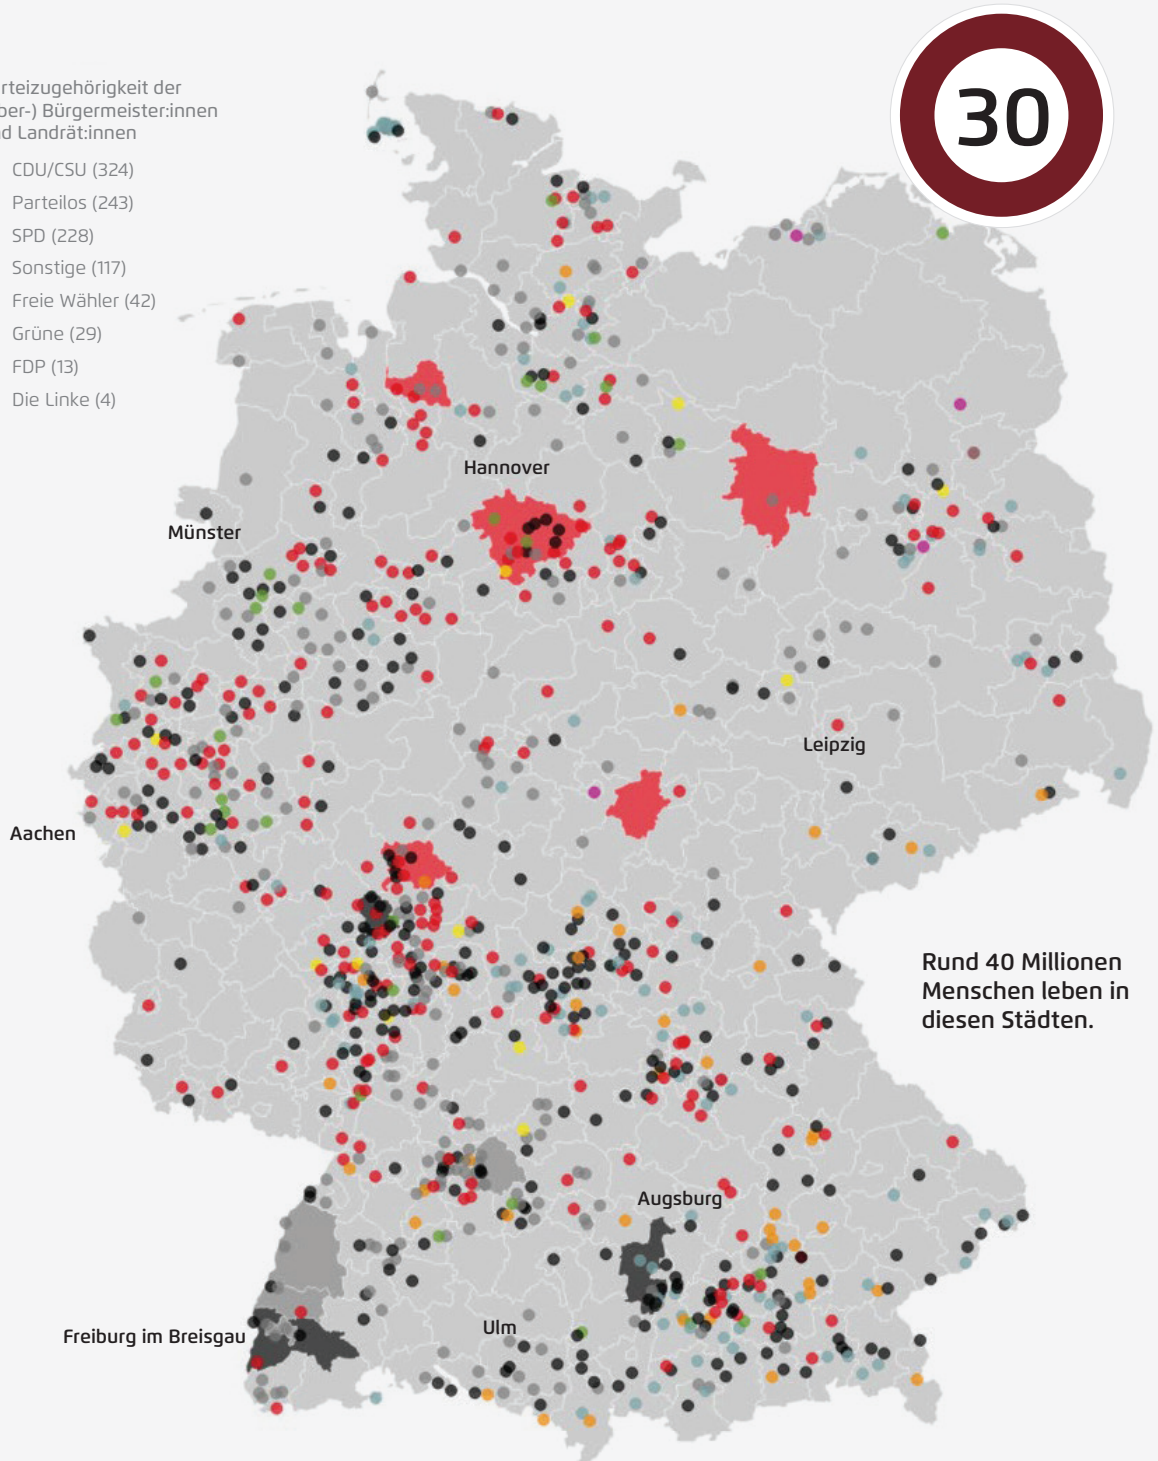 30
rteizugehörigkeit der
ber-) Bürgermeister:innen
d Landrät:innen
CDU/CSU (324)
Parteilos (243)
SPD (228)
Sonstige (117)
Freie Wähler (42)
Grüne (29)
FDP (13)
Die Linke (4)
Hannover
Münster
Leipzig
Aachen
Rund 40 Millionen
Menschen leben in
diesen Städten.
Augsburg
Ulm
Freiburg im Breisgau